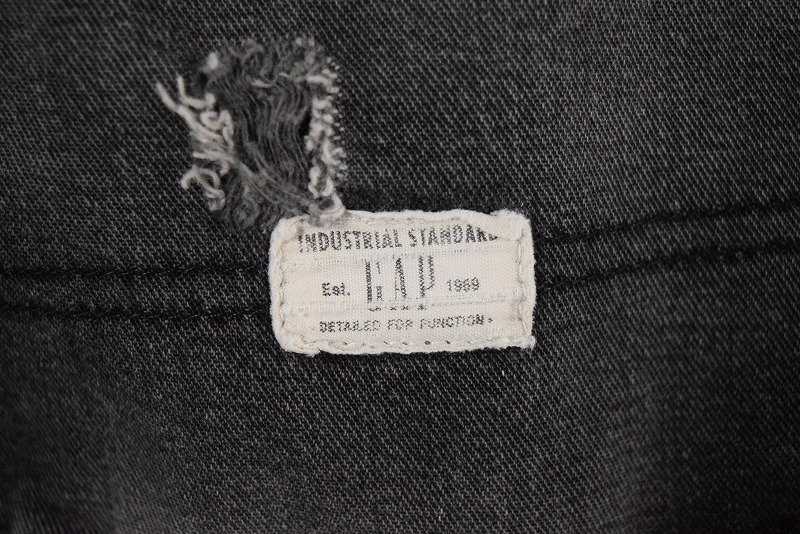 INDUSTRIAL STANDARD
Est. GAP 1969
DETAILED FOR FUNCTION